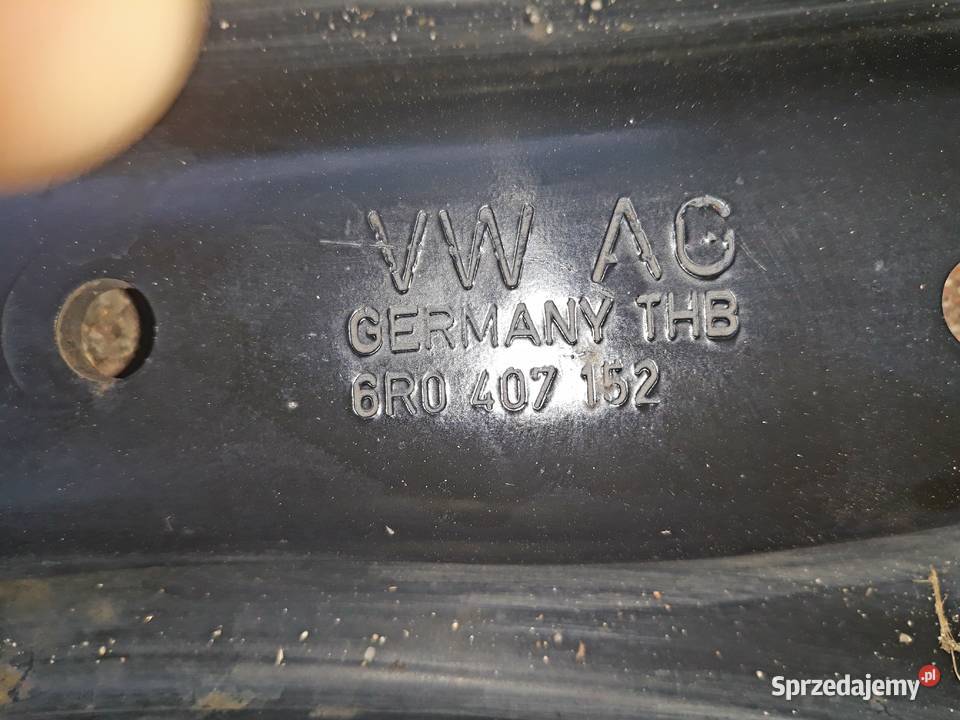 VW AG
GERMANY THB
6R0 407 152
Sprzedajemy.pl